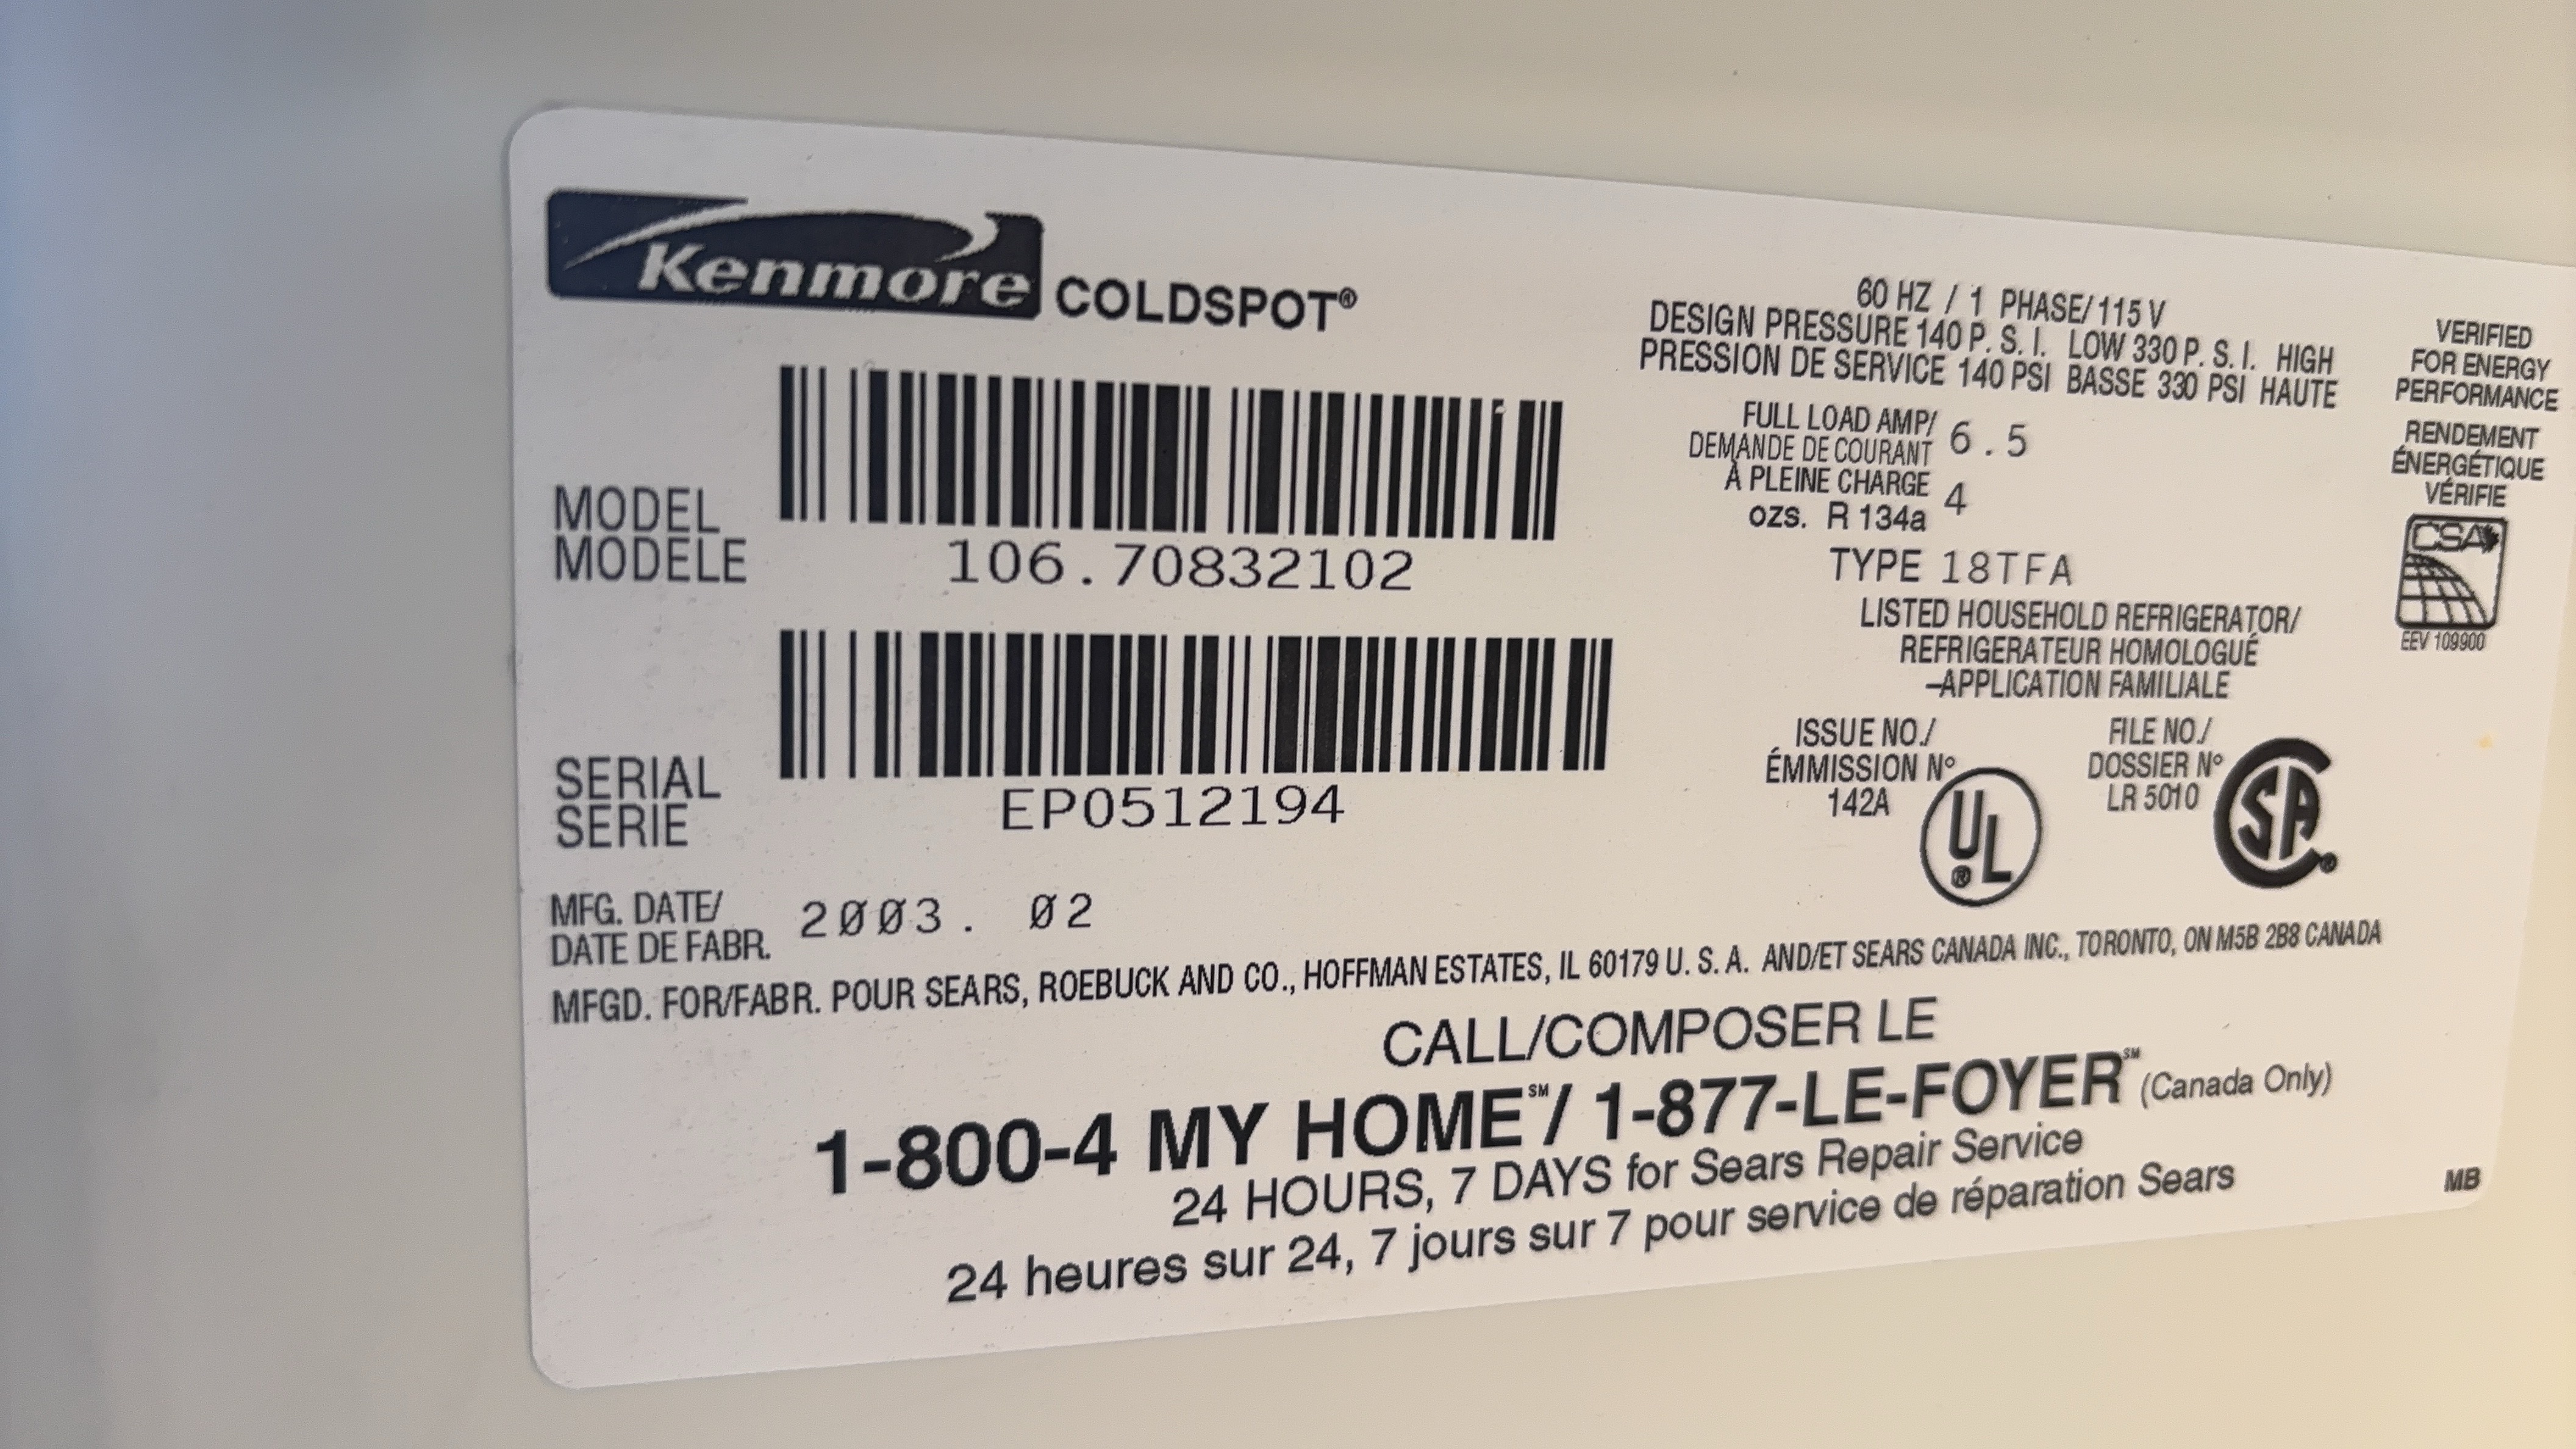 Kenmore COLDSPOT®
MODEL
MODELE
106.70832102
SERIAL
SERIE
EP0512194
MFG. DATE/
DATE DE FABR.
2003. 02
60 HZ / 1 PHASE/115 V
DESIGN PRESSURE 140 P. S. I. LOW 330 P. S. I. HIGH
PRESSION DE SERVICE 140 PSI BASSE 330 PSI HAUTE
FULL LOAD AMP/
DEMANDE DE COURANT 6.5
À PLEINE CHARGE
ozs. R 134a 4
TYPE 18TFA
LISTED HOUSEHOLD REFRIGERATOR/
REFRIGERATEUR HOMOLOGUÉ
–APPLICATION FAMILIALE
ISSUE NO./
ÉMMISSION N°
142A
UL®
FILE NO./
DOSSIER N°
LR 5010
CSA®
VERIFIED
FOR ENERGY
PERFORMANCE
RENDEMENT
ÉNERGÉTIQUE
VÉRIFIE
CSA
EEV 109900
MFGD. FOR/FABR. POUR SEARS, ROEBUCK AND CO., HOFFMAN ESTATES, IL 60179 U. S. A. AND/ET SEARS CANADA INC., TORONTO, ON M5B 2B8 CANADA
CALL/COMPOSER LE
1-800-4 MY HOME℠/ 1-877-LE-FOYER℠ (Canada Only)
24 HOURS, 7 DAYS for Sears Repair Service
24 heures sur 24, 7 jours sur 7 pour service de réparation Sears
MB